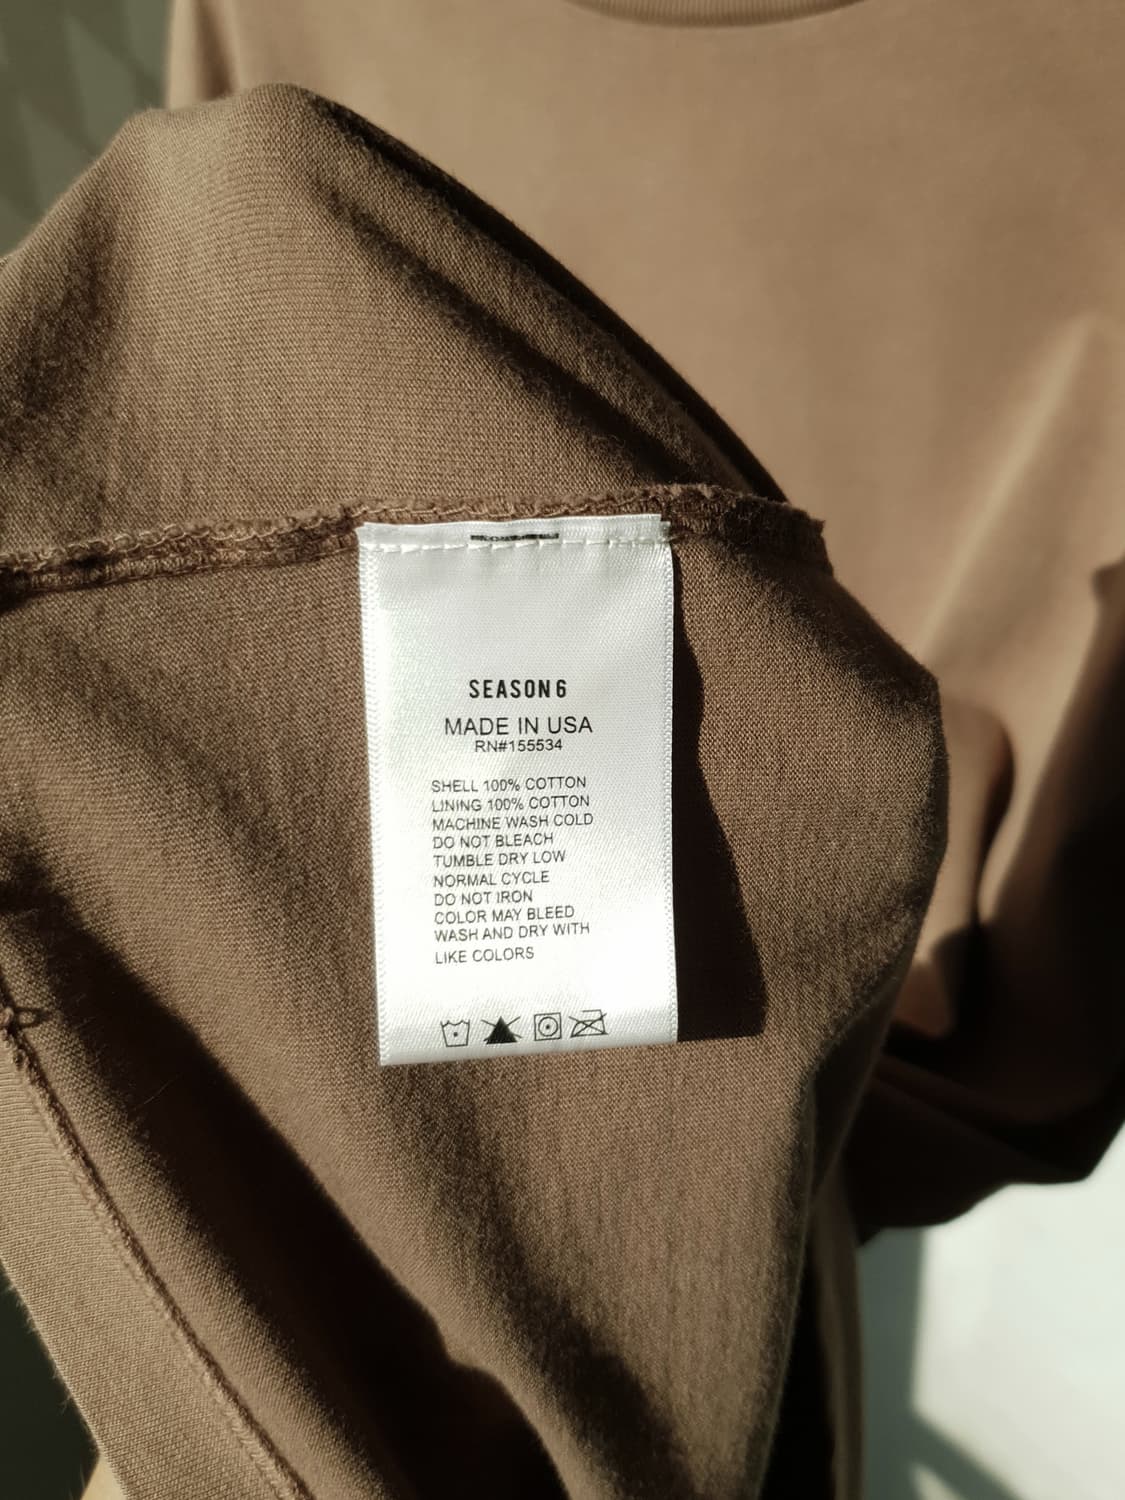 SEASON 6
MADE IN USA
RN#155534
SHELL 100% COTTON
LINING 100% COTTON
MACHINE WASH COLD
DO NOT BLEACH
TUMBLE DRY LOW
NORMAL CYCLE
DO NOT IRON
COLOR MAY BLEED
WASH AND DRY WITH
LIKE COLORS